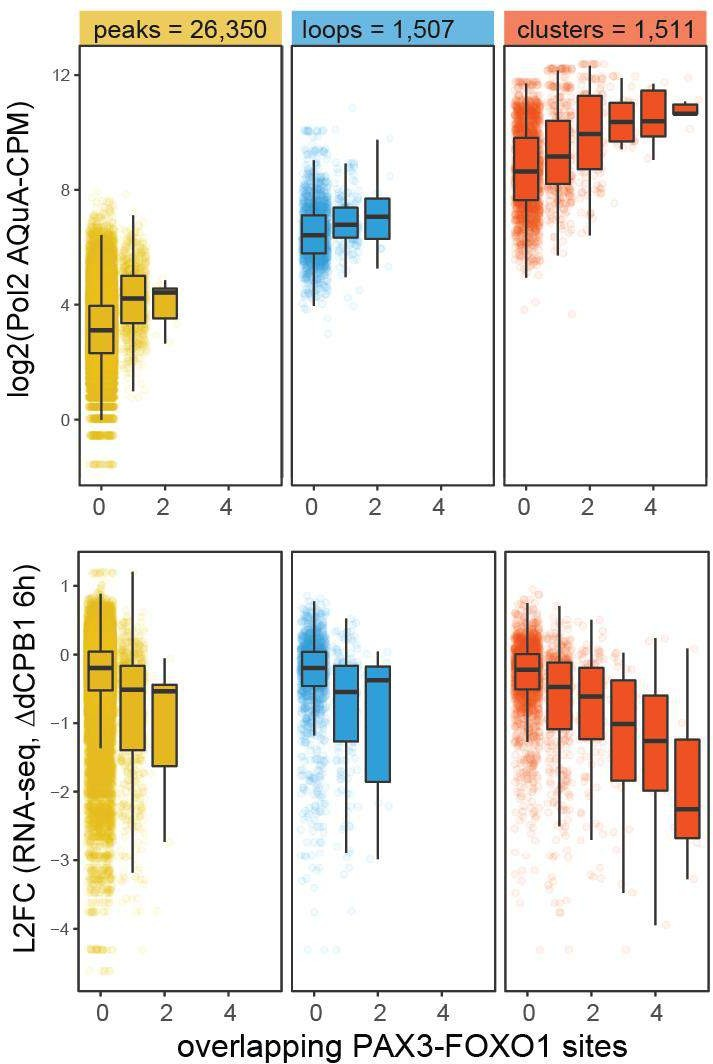 peaks = 26,350
loops = 1,507
clusters = 1,511
log2(Pol2 AQuA-CPM)
12
8
4
0
0 2 4
0 2 4
0 2 4
L2FC (RNA-seq, ΔdCPB1 6h)
1
0
−1
−2
−3
−4
0 2 4
0 2 4
0 2 4
overlapping PAX3-FOXO1 sites